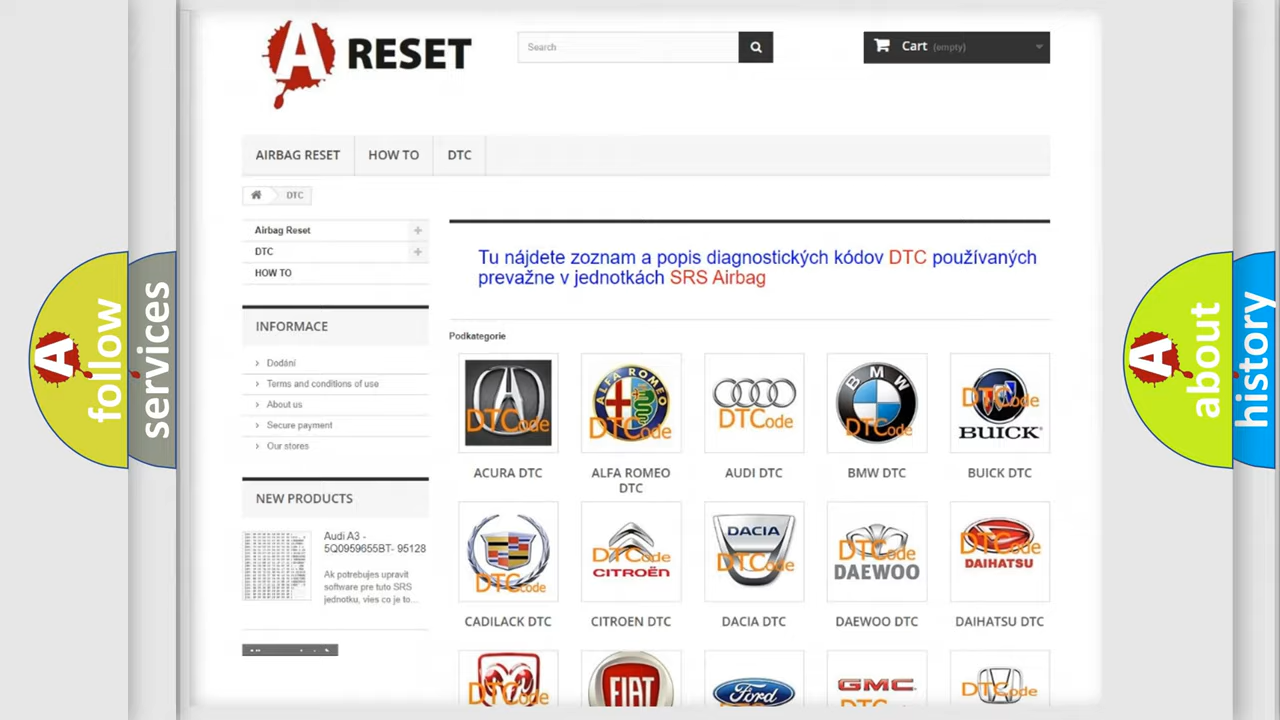 A RESET
Search
Cart (empty)
AIRBAG RESET
HOW TO
DTC
DTC
Airbag Reset
DTC
HOW TO
INFORMACE
Dodání
Terms and conditions of use
About us
Secure payment
Our stores
NEW PRODUCTS
Audi A3 -
5Q0959655BT- 95128
Ak potrebujes upravit
software pre tuto SRS
jednotku, vies co je to...
Tu nájdete zoznam a popis diagnostických kódov DTC používaných
prevažne v jednotkách SRS Airbag
Podkategorie
DTCode
ALFA ROMEO
DTCode
DTCode
BMW
DTCode
DTCode
BUICK
ACURA DTC
ALFA ROMEO
DTC
AUDI DTC
BMW DTC
BUICK DTC
DTCode
DTCode
CITROËN
DACIA
DTCode
DTCode
DAEWOO
DTCode
DAIHATSU
CADILACK DTC
CITROEN DTC
DACIA DTC
DAEWOO DTC
DAIHATSU DTC
DTCode
FIAT
Ford
GMC
DTCode
A
follow
services
A
about
history